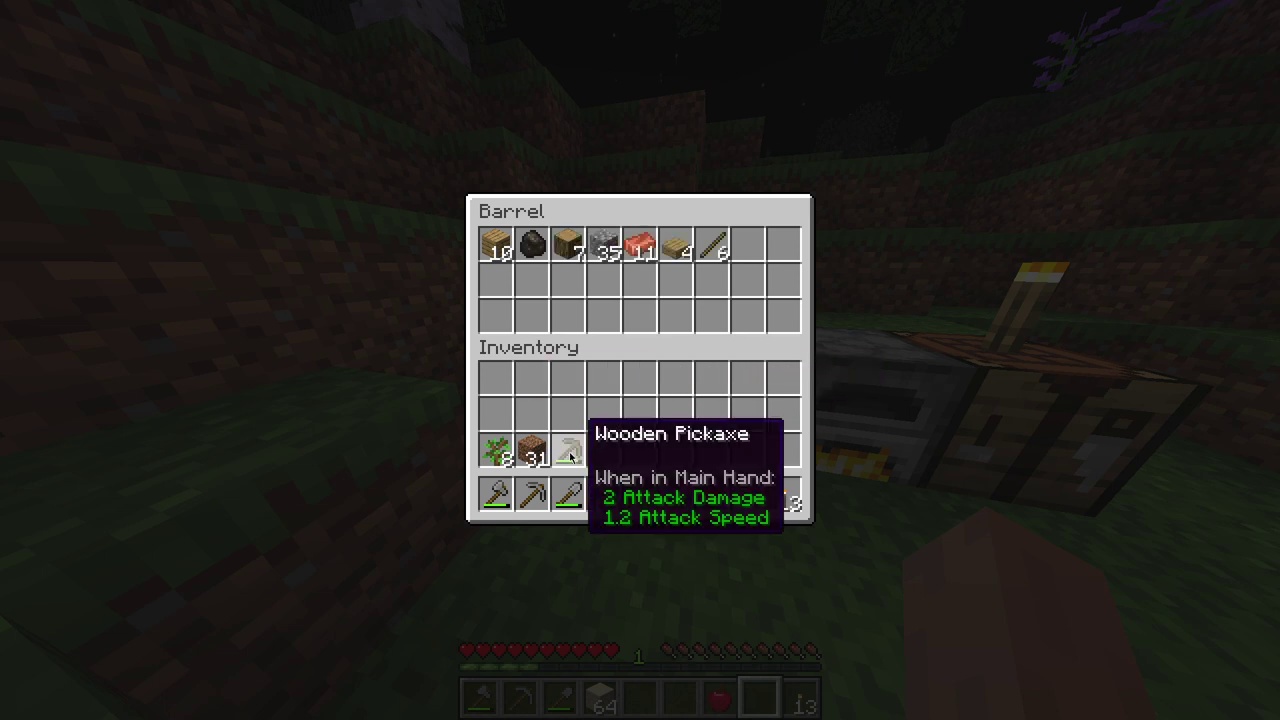 Barrel
10 7 35 11 4 6
Inventory
8 31
Wooden Pickaxe
When in Main Hand:
2 Attack Damage
1.2 Attack Speed
13
1
64 13